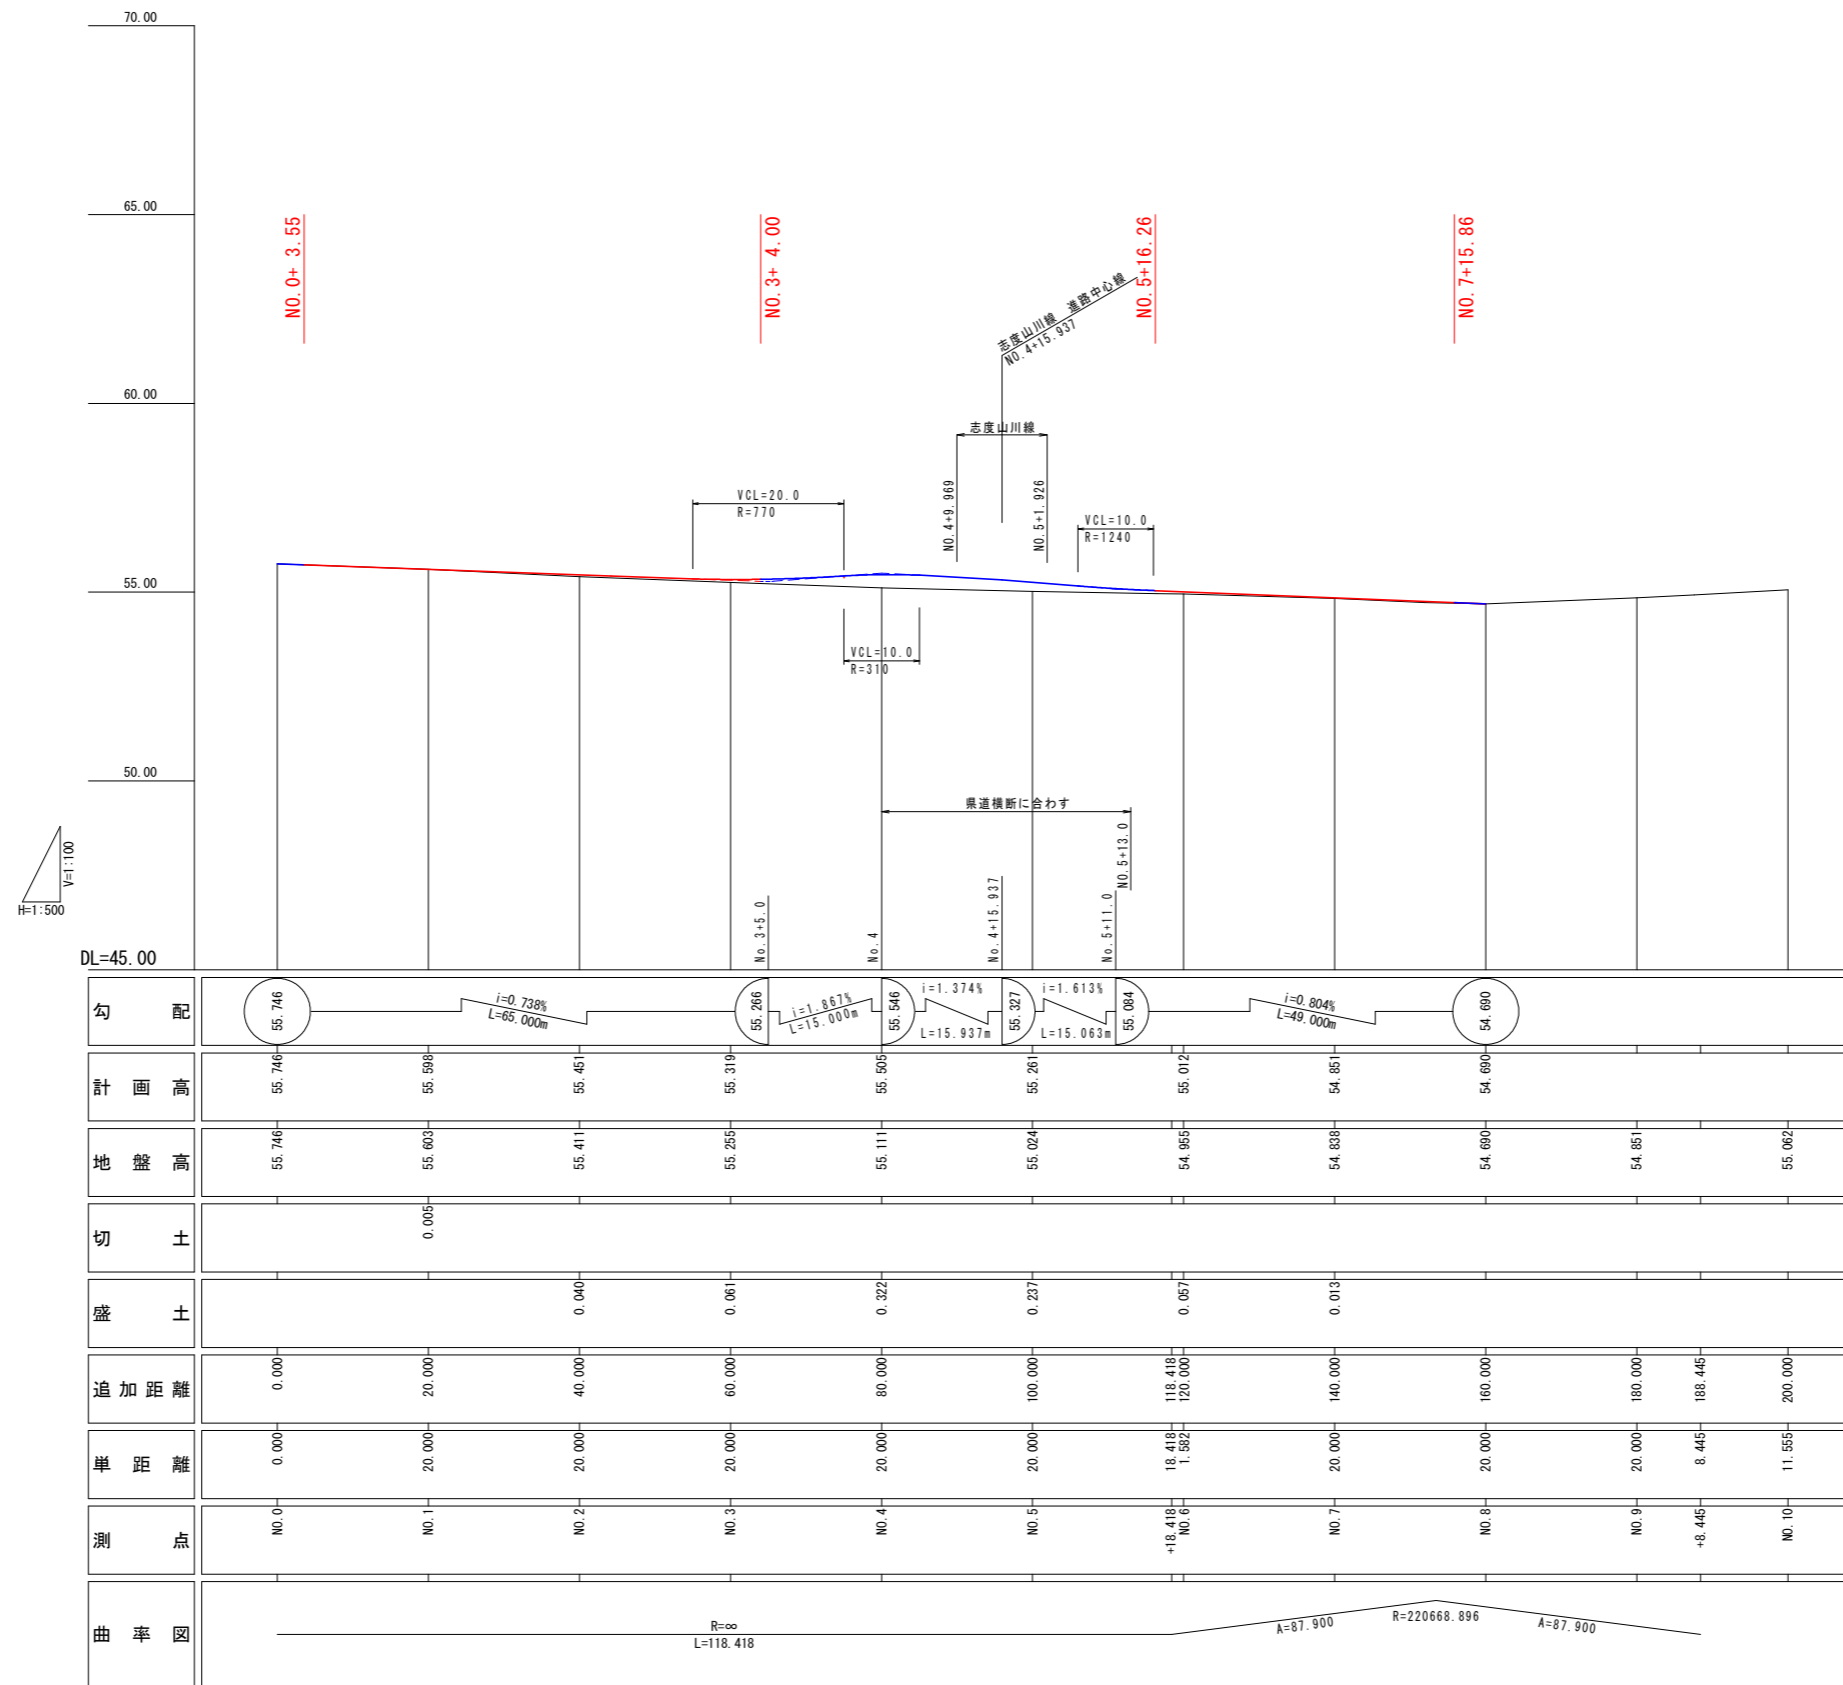 70.00
65.00
60.00
55.00
50.00
DL=45.00
V=1:100
H=1:500
NO.0+ 3.55
NO.3+ 4.00
NO.5+16.26
NO.7+15.86
志度山川線 進路中心線
NO.4+15.937
志度山川線
NO.4+9.969
NO.5+1.926
VCL=20.0
R=770
VCL=10.0
R=1240
VCL=10.0
R=310
県道横断に合わす
NO.5+13.0
No.3+5.0
No.4
No.4+15.937
No.5+11.0
勾配
55.746
i=0.738%
L=65.000m
55.266
i=1.867%
L=15.000m
55.546
i=1.374%
L=15.937m
55.327
i=1.613%
L=15.063m
55.084
i=0.804%
L=49.000m
54.690
計画高
55.746 55.598 55.451 55.319 55.505 55.261 55.012 54.851 54.690
地盤高
55.746 55.603 55.411 55.255 55.111 55.024 54.955 54.838 54.690 54.851 55.062
切土
0.005
盛土
0.040 0.061 0.322 0.237 0.057 0.013
追加距離
0.000 20.000 40.000 60.000 80.000 100.000 118.418 120.000 140.000 160.000 180.000 188.445 200.000
単距離
0.000 20.000 20.000 20.000 20.000 20.000 18.418 1.582 20.000 20.000 20.000 8.445 11.555
測点
NO.0 NO.1 NO.2 NO.3 NO.4 NO.5 +18.418 NO.6 NO.7 NO.8 NO.9 +8.445 NO.10
曲率図
R=∞
L=118.418
A=87.900
R=220668.896
A=87.900